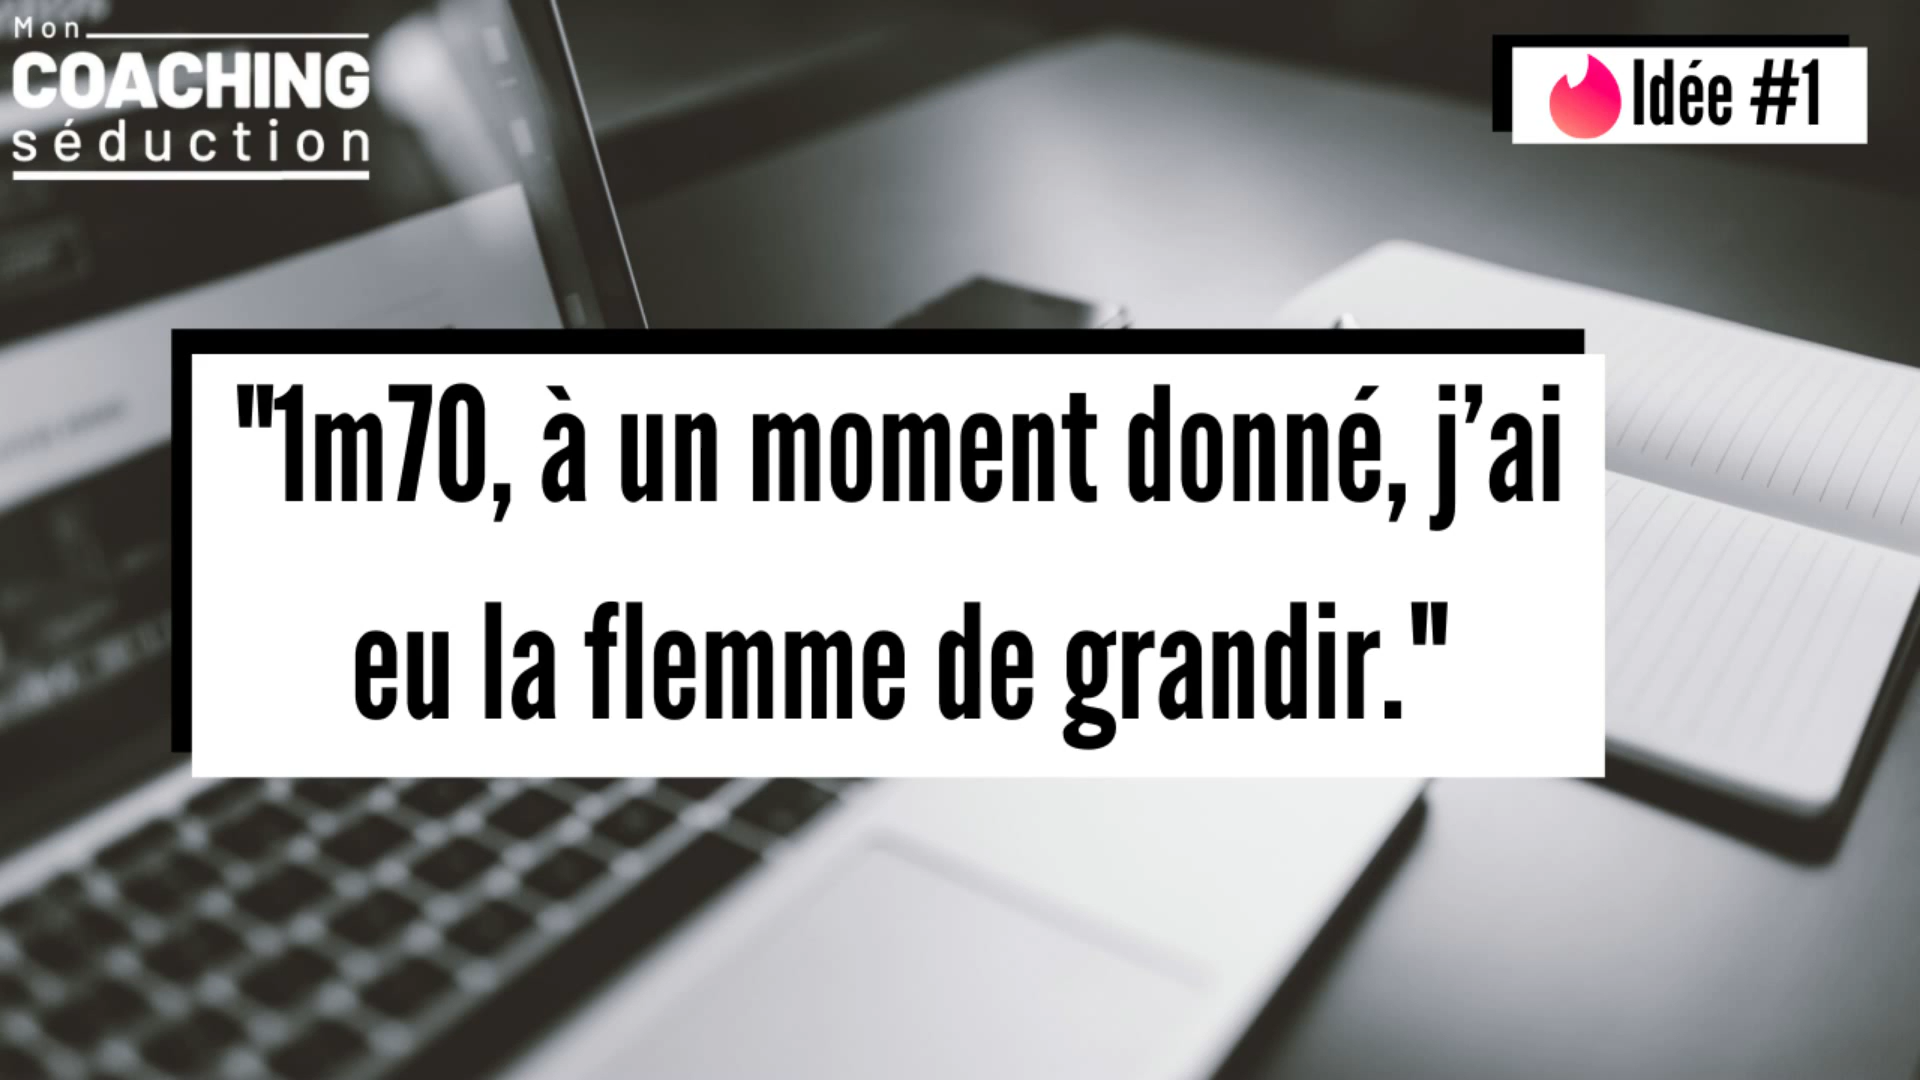 Mon
COACHING
séduction
Idée #1
"1m70, à un moment donné, j’ai
eu la flemme de grandir."